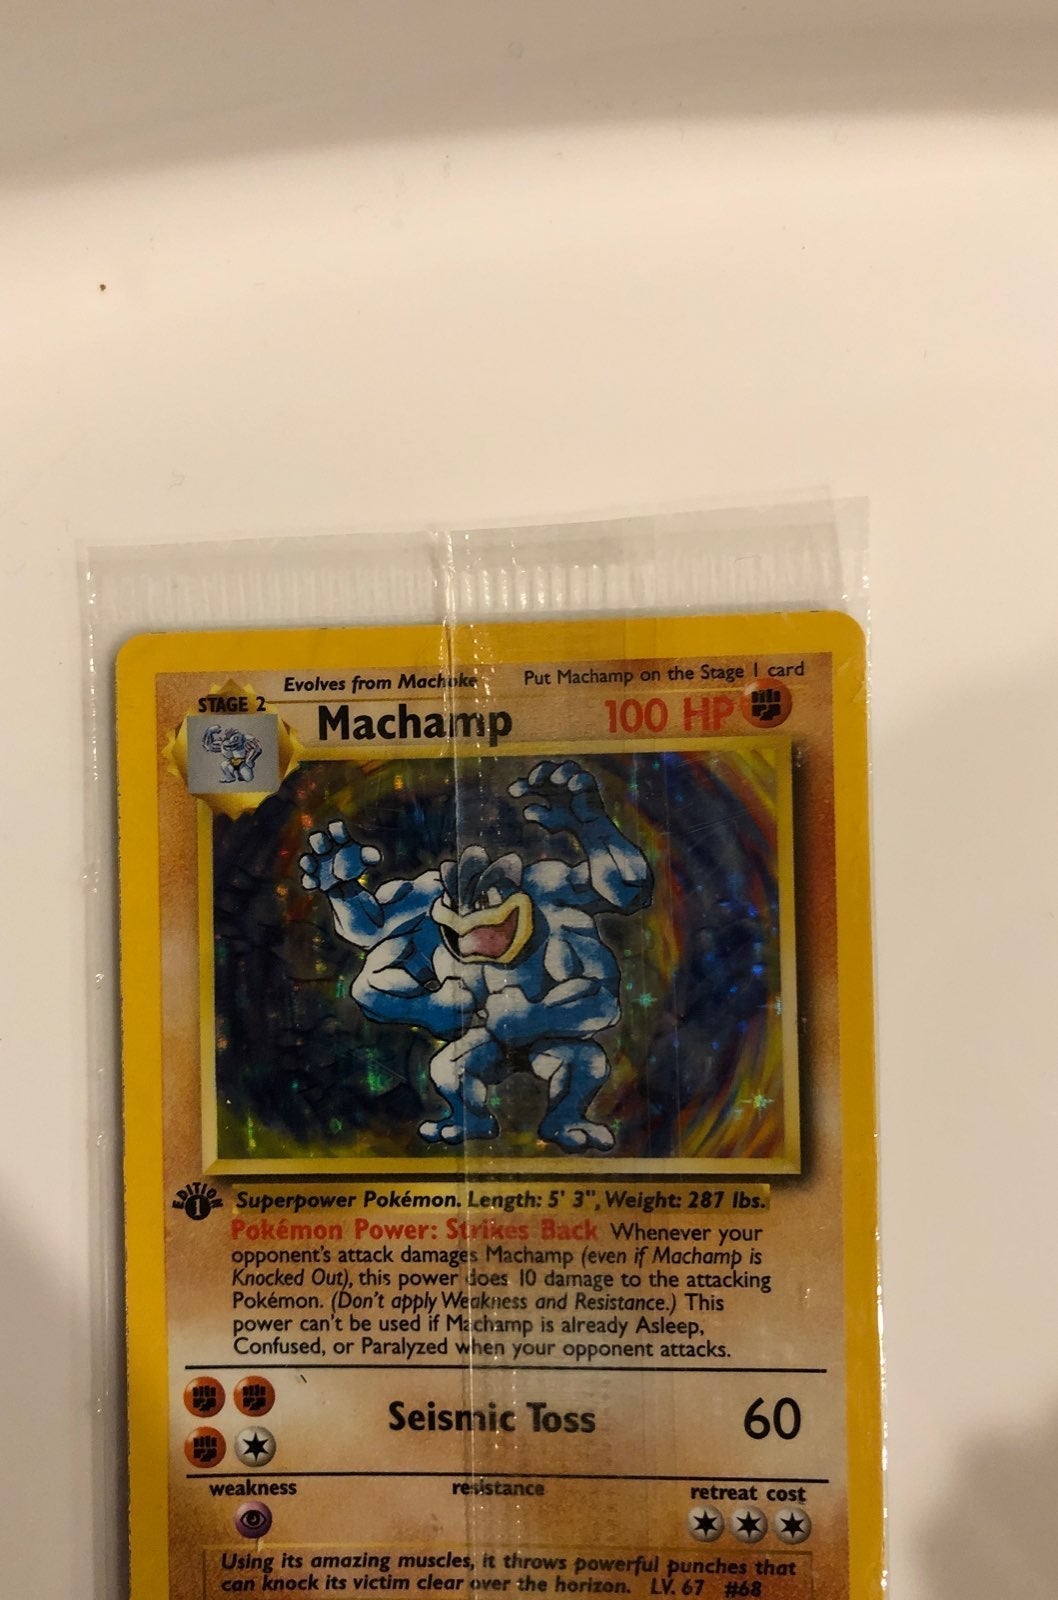 Evolves from Machoke Put Machamp on the Stage 1 card
STAGE 2
Machamp 100 HP
EDITION 1
Superpower Pokémon. Length: 5' 3", Weight: 287 lbs.
Pokémon Power: Strikes Back Whenever your
opponent's attack damages Machamp (even if Machamp is
Knocked Out), this power does 10 damage to the attacking
Pokémon. (Don't apply Weakness and Resistance.) This
power can't be used if Machamp is already Asleep,
Confused, or Paralyzed when your opponent attacks.
Seismic Toss 60
weakness resistance retreat cost
Using its amazing muscles, it throws powerful punches that
can knock its victim clear over the horizon. LV. 67 #68